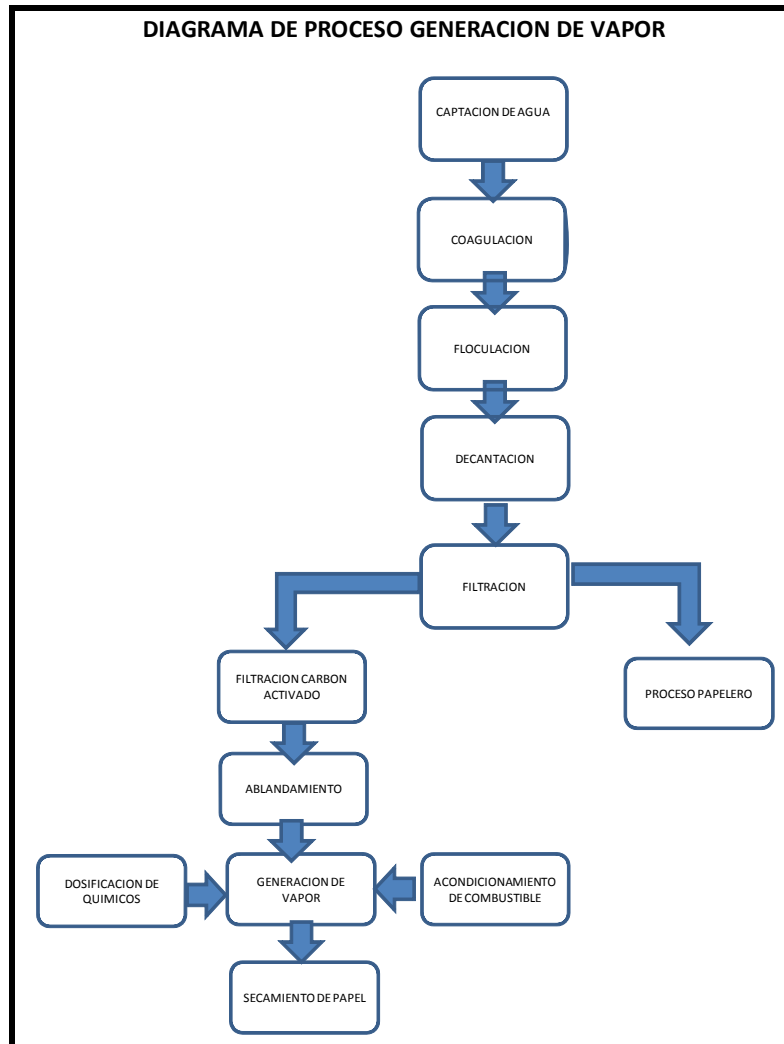 DIAGRAMA DE PROCESO GENERACION DE VAPOR
CAPTACION DE AGUA
COAGULACION
FLOCULACION
DECANTACION
FILTRACION
FILTRACION CARBON
ACTIVADO
PROCESO PAPELERO
ABLANDAMIENTO
DOSIFICACION DE
QUIMICOS
GENERACION DE
VAPOR
ACONDICIONAMIENTO
DE COMBUSTIBLE
SECAMIENTO DE PAPEL